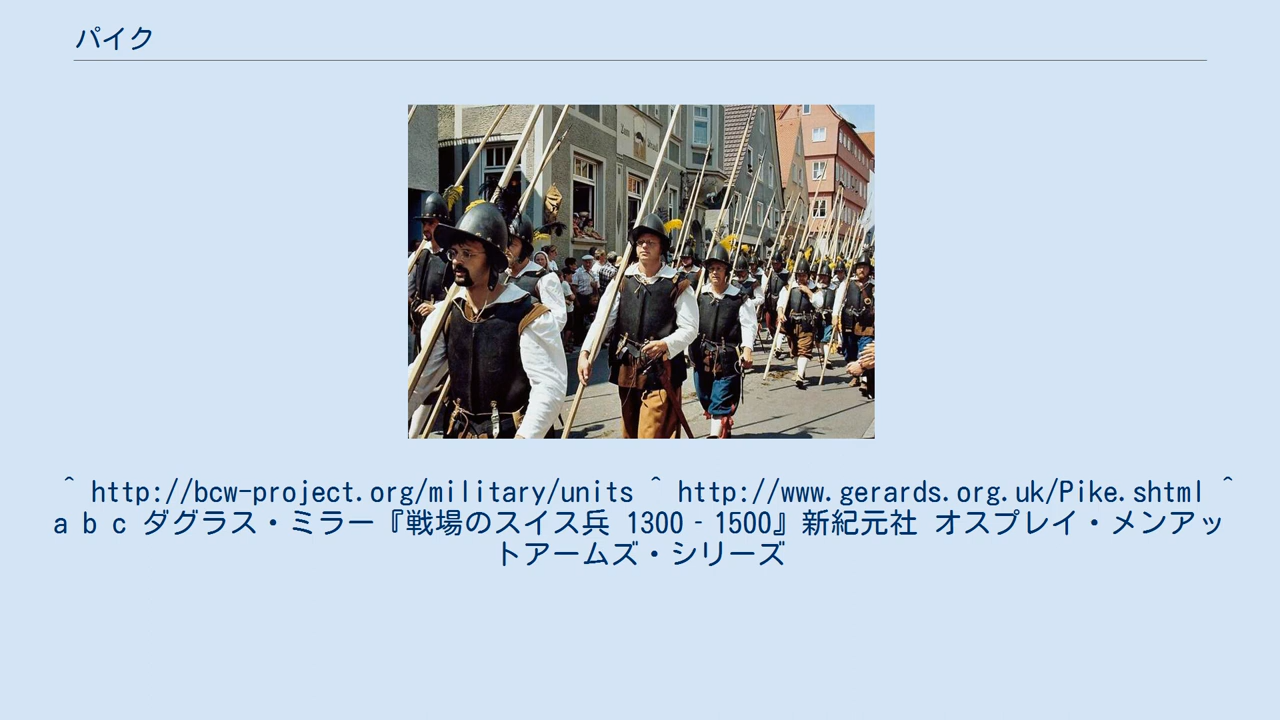 パイク
^ http://bcw-project.org/military/units ^ http://www.gerards.org.uk/Pike.shtml ^
a b c ダグラス・ミラー『戦場のスイス兵 1300‐1500』新紀元社 オスプレイ・メンアッ
トアームズ・シリーズ